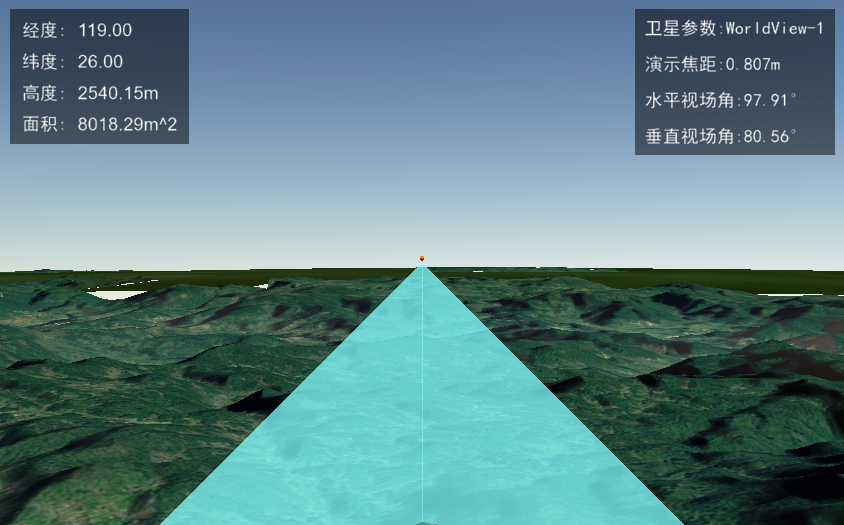 经度: 119.00
纬度: 26.00
高度: 2540.15m
面积: 8018.29m^2
卫星参数:WorldView-1
演示焦距:0.807m
水平视场角:97.91°
垂直视场角:80.56°